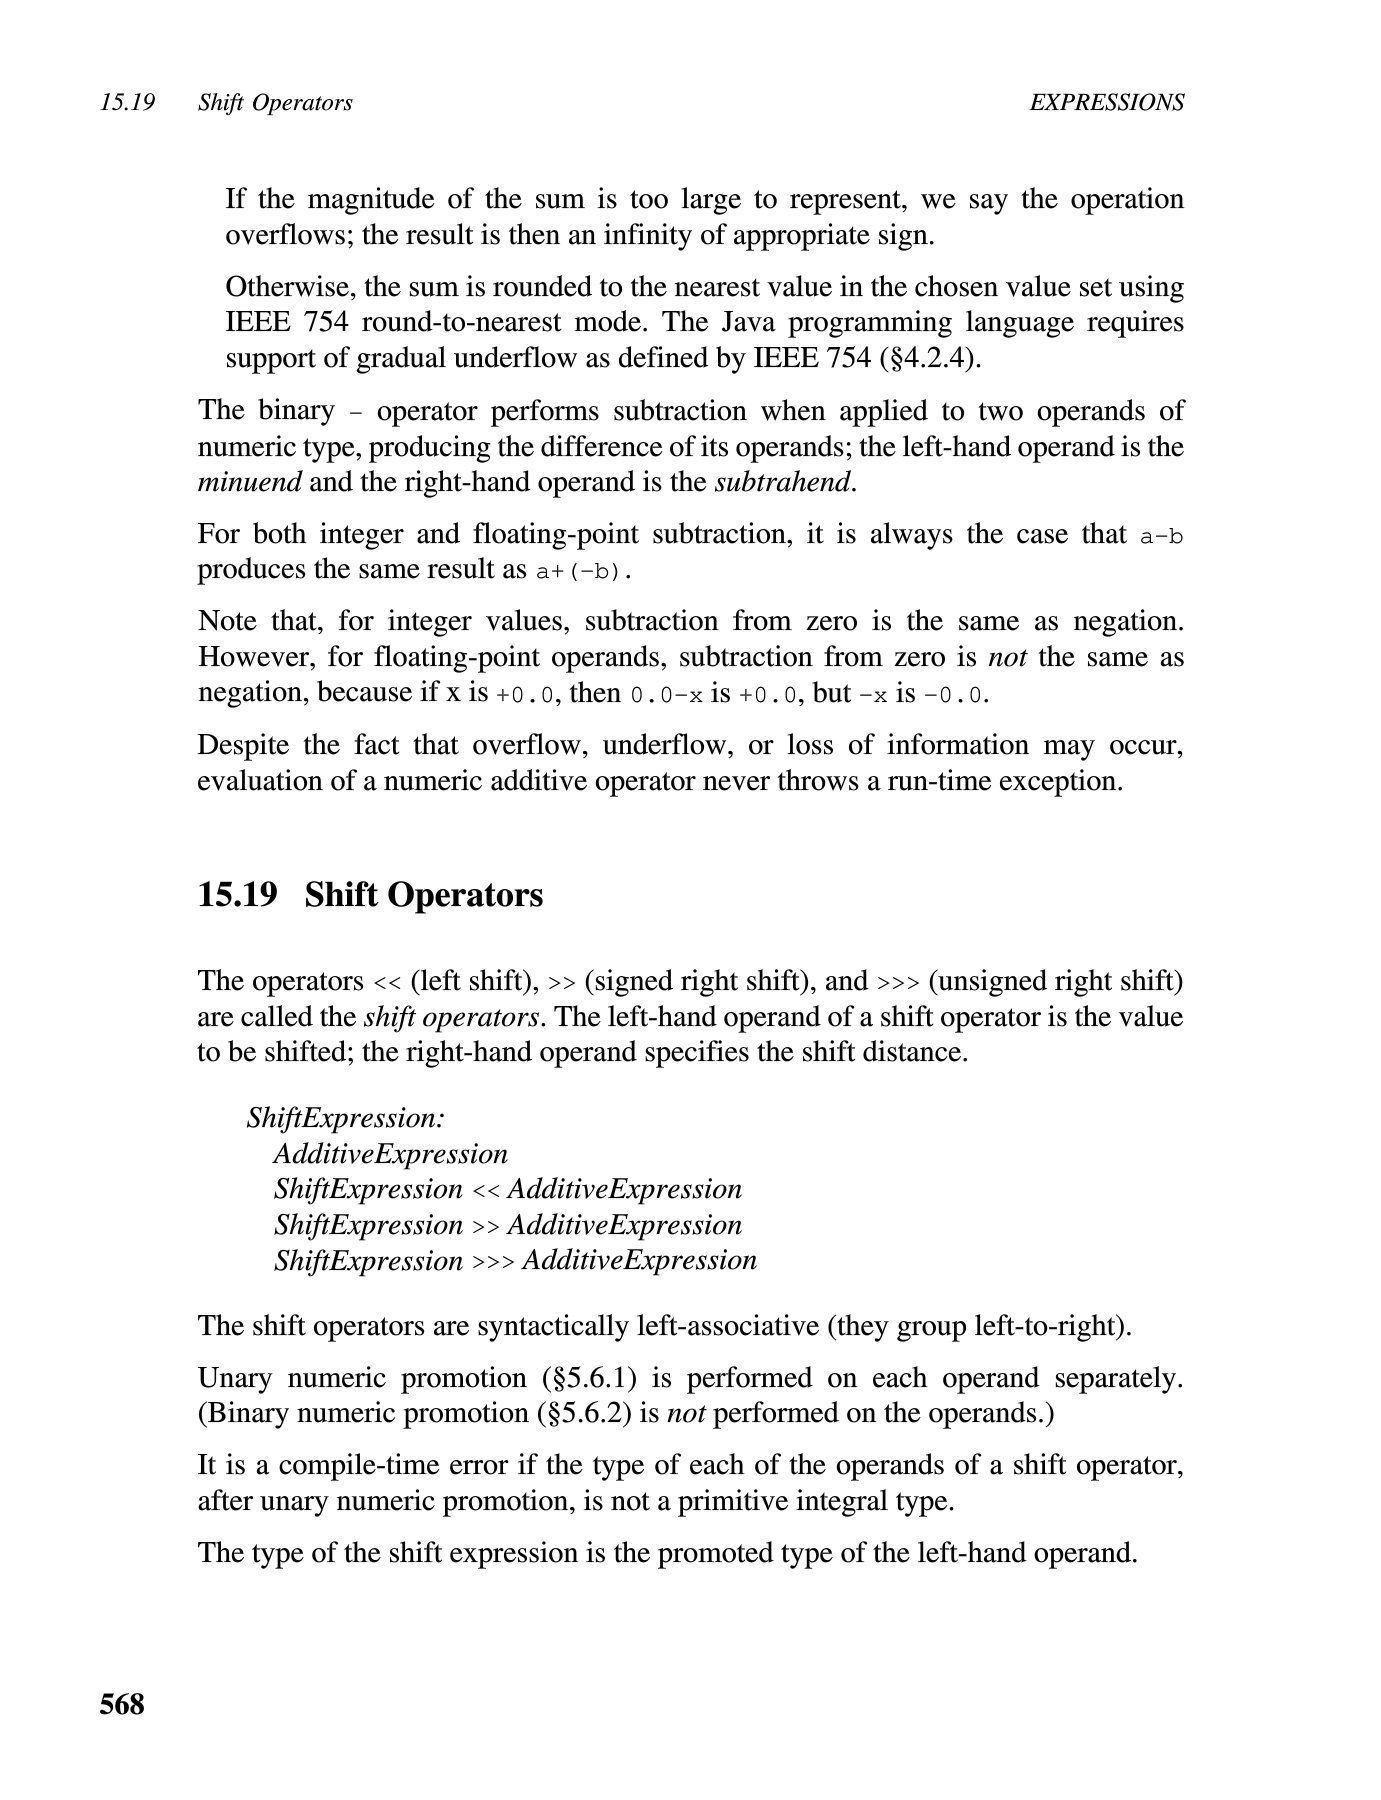 15.19 Shift Operators EXPRESSIONS
If the magnitude of the sum is too large to represent, we say the operation
overflows; the result is then an infinity of appropriate sign.
Otherwise, the sum is rounded to the nearest value in the chosen value set using
IEEE 754 round-to-nearest mode. The Java programming language requires
support of gradual underflow as defined by IEEE 754 (§4.2.4).
The binary – operator performs subtraction when applied to two operands of
numeric type, producing the difference of its operands; the left-hand operand is the
minuend and the right-hand operand is the subtrahend.
For both integer and floating-point subtraction, it is always the case that a–b
produces the same result as a+(–b).
Note that, for integer values, subtraction from zero is the same as negation.
However, for floating-point operands, subtraction from zero is not the same as
negation, because if x is +0.0, then 0.0–x is +0.0, but –x is –0.0.
Despite the fact that overflow, underflow, or loss of information may occur,
evaluation of a numeric additive operator never throws a run-time exception.
15.19 Shift Operators
The operators << (left shift), >> (signed right shift), and >>> (unsigned right shift)
are called the shift operators. The left-hand operand of a shift operator is the value
to be shifted; the right-hand operand specifies the shift distance.
ShiftExpression:
AdditiveExpression
ShiftExpression << AdditiveExpression
ShiftExpression >> AdditiveExpression
ShiftExpression >>> AdditiveExpression
The shift operators are syntactically left-associative (they group left-to-right).
Unary numeric promotion (§5.6.1) is performed on each operand separately.
(Binary numeric promotion (§5.6.2) is not performed on the operands.)
It is a compile-time error if the type of each of the operands of a shift operator,
after unary numeric promotion, is not a primitive integral type.
The type of the shift expression is the promoted type of the left-hand operand.
568